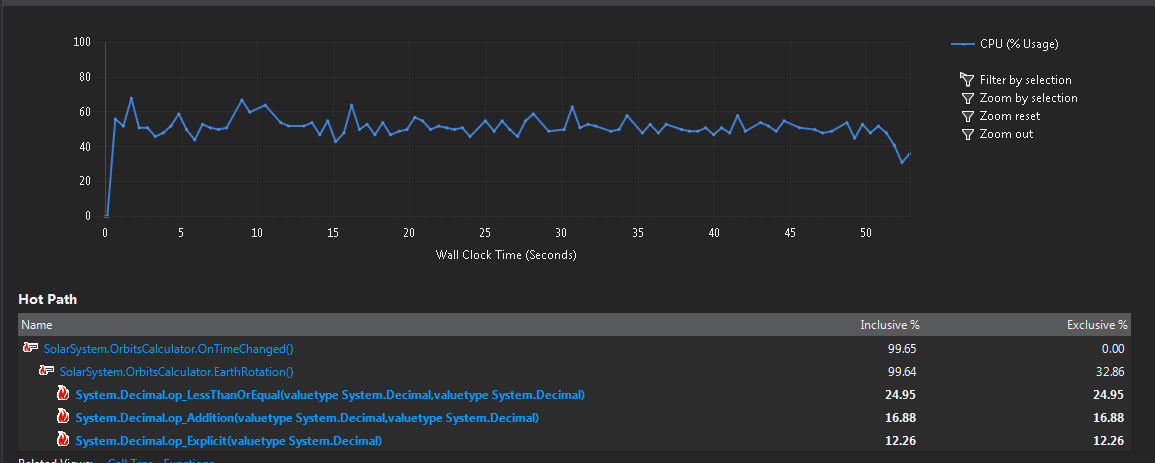 100
80
60
40
20
0
0 5 10 15 20 25 30 35 40 45 50
Wall Clock Time (Seconds)
CPU (% Usage)
Filter by selection
Zoom by selection
Zoom reset
Zoom out
Hot Path
Name Inclusive % Exclusive %
SolarSystem.OrbitsCalculator.OnTimeChanged() 99.65 0.00
SolarSystem.OrbitsCalculator.EarthRotation() 99.64 32.86
System.Decimal.op_LessThanOrEqual(valuetype System.Decimal,valuetype System.Decimal) 24.95 24.95
System.Decimal.op_Addition(valuetype System.Decimal,valuetype System.Decimal) 16.88 16.88
System.Decimal.op_Explicit(valuetype System.Decimal) 12.26 12.26
Related Views: Call Tree Functions